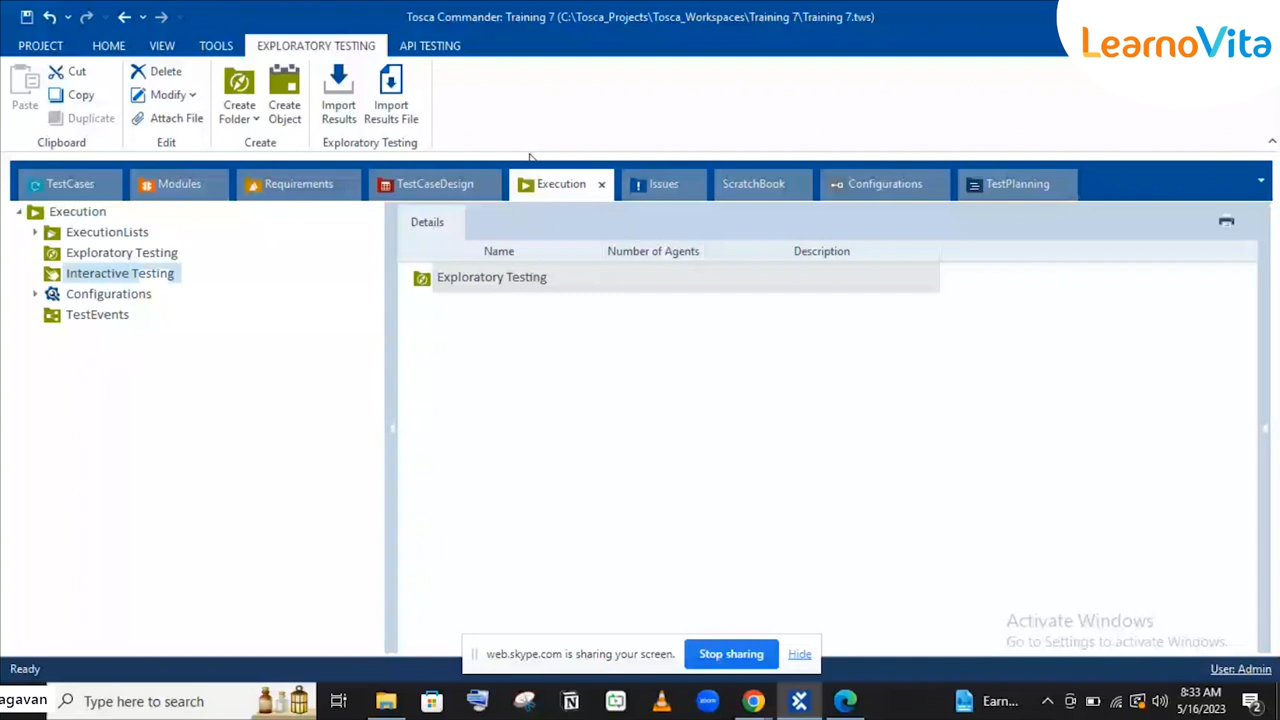 Tosca Commander: Training 7 (C:\Tosca_Projects\Tosca_Workspaces\Training 7\Training 7.tws)
LearnoVita
PROJECT HOME VIEW TOOLS EXPLORATORY TESTING API TESTING
Paste
Cut
Copy
Duplicate
Clipboard
Delete
Modify
Attach File
Edit
Create Folder
Create Object
Create
Import Results
Import Results File
Exploratory Testing
TestCases Modules Requirements TestCaseDesign Execution Issues ScratchBook Configurations TestPlanning
Execution
ExecutionLists
Exploratory Testing
Interactive Testing
Configurations
TestEvents
Details
Name Number of Agents Description
Exploratory Testing
Activate Windows
Go to Settings to activate Windows.
web.skype.com is sharing your screen. Stop sharing Hide
Ready
User: Admin
agavan
Type here to search
Earn...
8:33 AM
5/16/2023
2